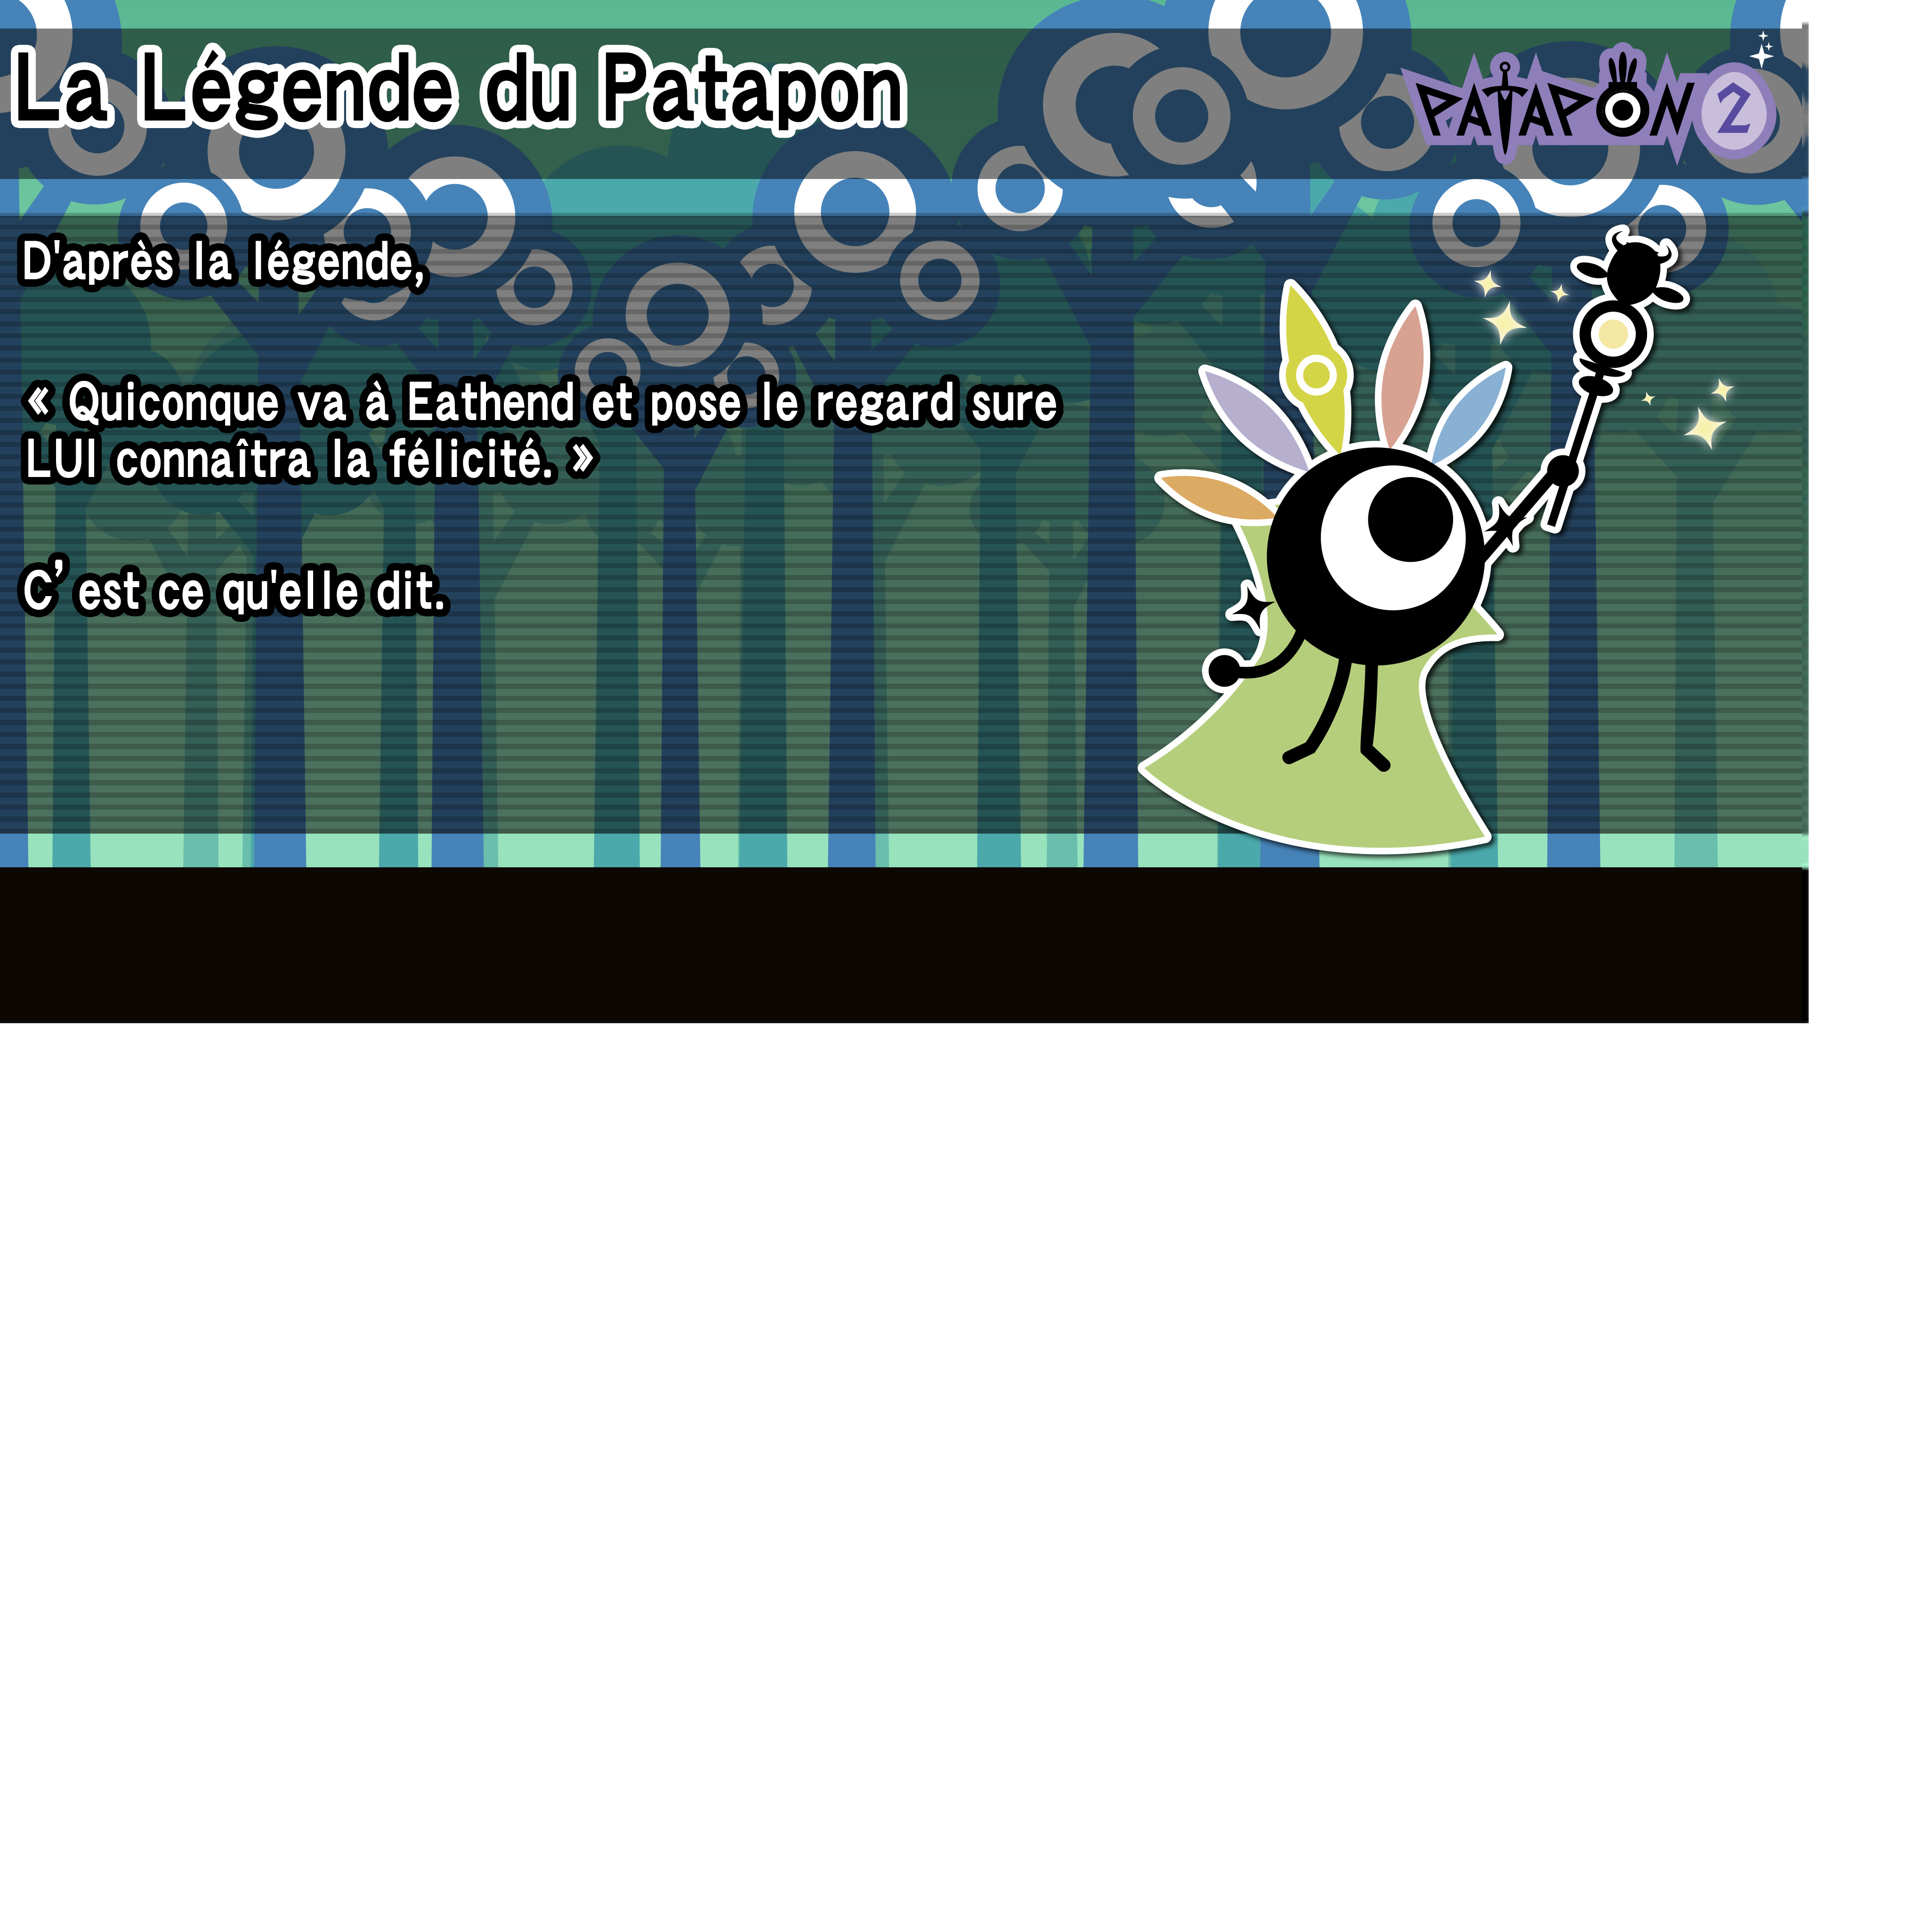 La Légende du Patapon
PATAPON 2
D'après la légende,
« Quiconque va à Eathend et pose le regard sure
LUI connaîtra la félicité. »
C’est ce qu'elle dit.